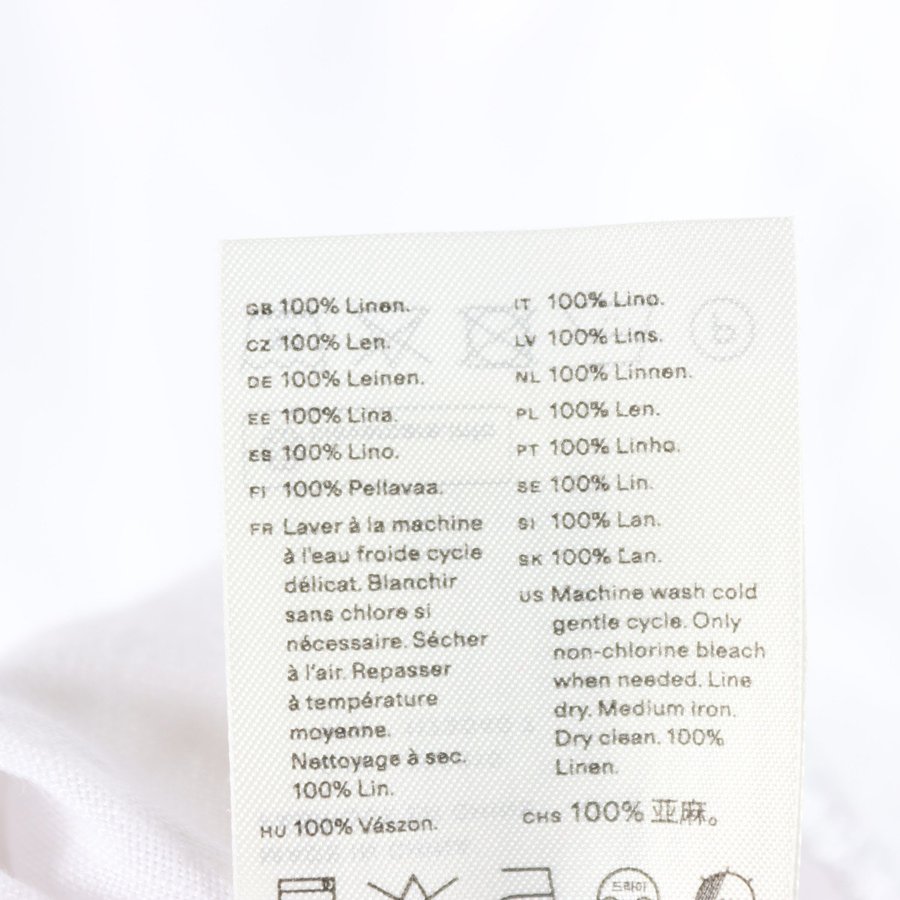 GB 100% Linen.
CZ 100% Len.
DE 100% Leinen.
EE 100% Lina.
ES 100% Lino.
FI 100% Pellavaa.
FR Laver à la machine
à l'eau froide cycle
délicat. Blanchir
sans chlore si
nécessaire. Sécher
à l'air. Repasser
à température
moyenne.
Nettoyage à sec.
100% Lin.
HU 100% Vászon.
IT 100% Lino.
LV 100% Lins.
NL 100% Linnen.
PL 100% Len.
PT 100% Linho.
SE 100% Lin.
SI 100% Lan.
SK 100% Ľan.
US Machine wash cold
gentle cycle. Only
non-chlorine bleach
when needed. Line
dry. Medium iron.
Dry clean. 100%
Linen.
CHS 100% 亚麻。
드라이